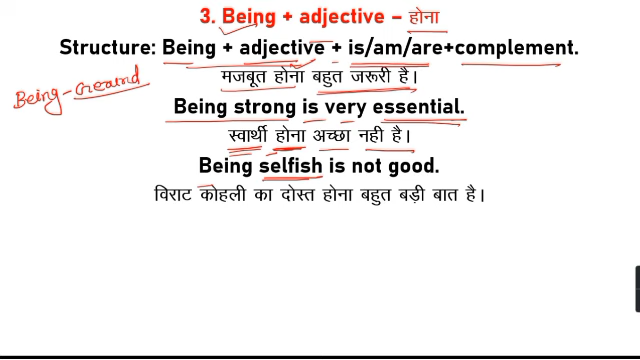 3. Being + adjective – होना
Structure: Being + adjective + is/am/are+complement.
मजबूत होना बहुत जरूरी है।
Being -
Being strong is very essential.
स्वार्थी होना अच्छा नही है।
Being selfish is not good.
विराट कोहली का दोस्त होना बहुत बड़ी बात है।